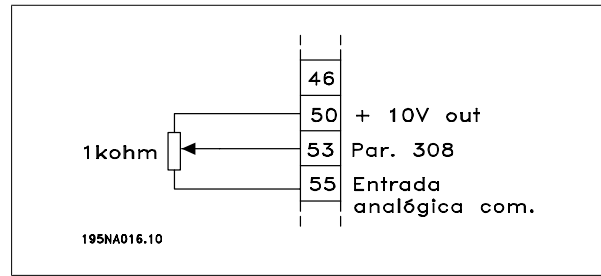 46
50 + 10V out
1kohm 53 Par. 308
55 Entrada
analógica com.
195NA016.10